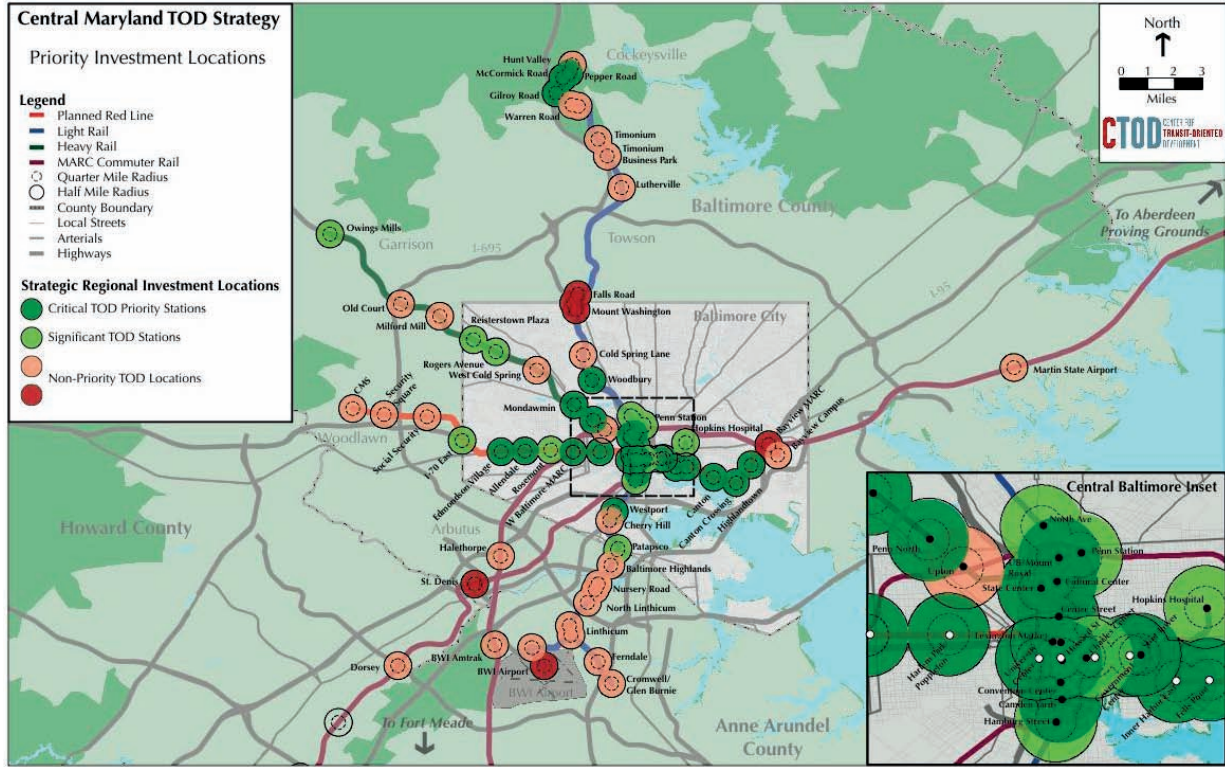 Central Maryland TOD Strategy
Priority Investment Locations
Legend
Planned Red Line
Light Rail
Heavy Rail
MARC Commuter Rail
Quarter Mile Radius
Half Mile Radius
County Boundary
Local Streets
Arterials
Highways
Strategic Regional Investment Locations
Critical TOD Priority Stations
Significant TOD Stations
Non-Priority TOD Locations
North
0 1 2 3
Miles
CTOD
CENTER FOR
TRANSIT-ORIENTED
DEVELOPMENT
Cockeysville
Hunt Valley
McCormick Road
Pepper Road
Gilroy Road
Warren Road
Timonium
Timonium
Business Park
Lutherville
Baltimore County
To Aberdeen
Proving Grounds
Owings Mills
Garrison
I-695
Towson
I-95
Old Court
Milford Mill
Reisterstown Plaza
Rogers Avenue
West Cold Spring
Falls Road
Mount Washington
Baltimore City
Cold Spring Lane
Woodbury
Martin State Airport
CMS
Security
Square
Social Security
Woodlawn
I-70 East
Mondawmin
Penn Station
Hopkins Hospital
Bayview MARC
Bayview Campus
Edmondson Village
Allendale
Rosemont
W Baltimore MARC
Canton
Canton Crossing
Highlandtown
Howard County
Arbutus
Westport
Cherry Hill
Patapsco
Halethorpe
St. Denis
Baltimore Highlands
Nursery Road
North Linthicum
Linthicum
BWI Amtrak
BWI Airport
BWI Airport
Ferndale
Cromwell/
Glen Burnie
Dorsey
To Fort Meade
Anne Arundel
County
Central Baltimore Inset
North Ave
Penn North
Upton
Penn Station
UB/Mount
Royal
Cultural Center
State Center
Centre Street
Hopkins Hospital
Lexington Market
Harlem Park
Poppleton
Convention Center
Camden Yards
Hamburg Street
Inner Harbor East
Fells Point